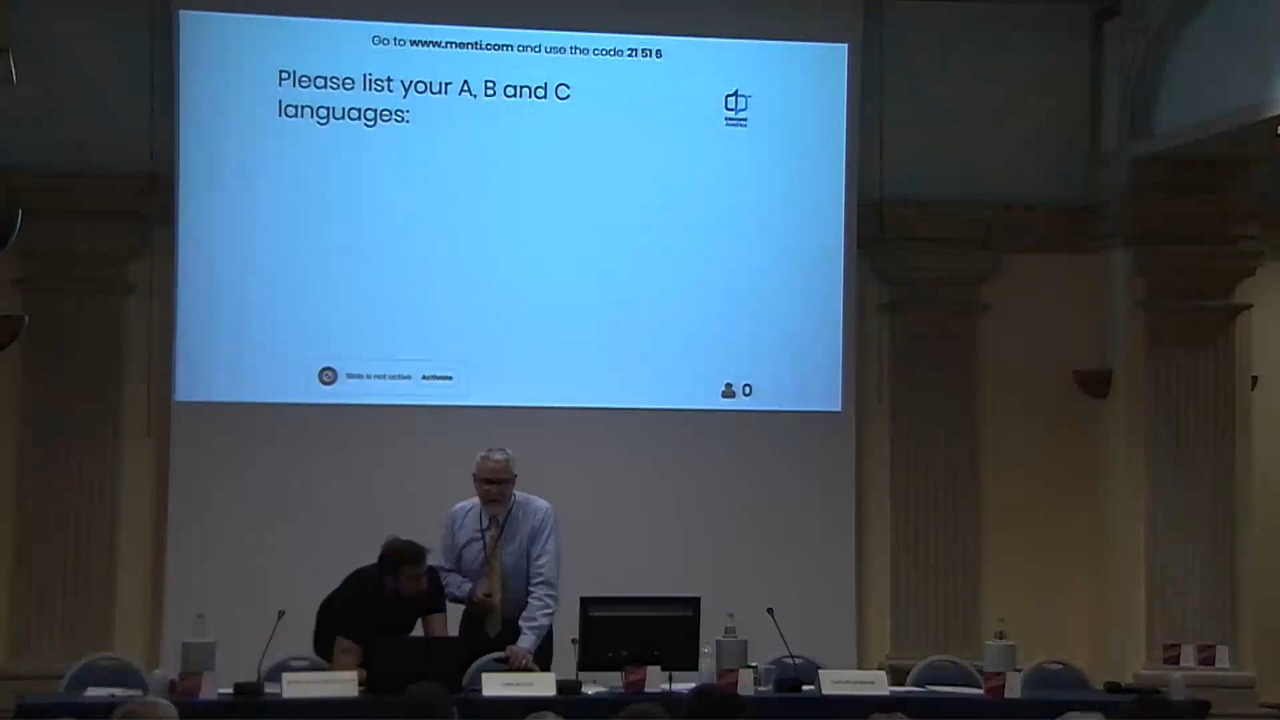 Go to www.menti.com and use the code 21 51 6
Please list your A, B and C
languages:
Slide is not active Activate
0